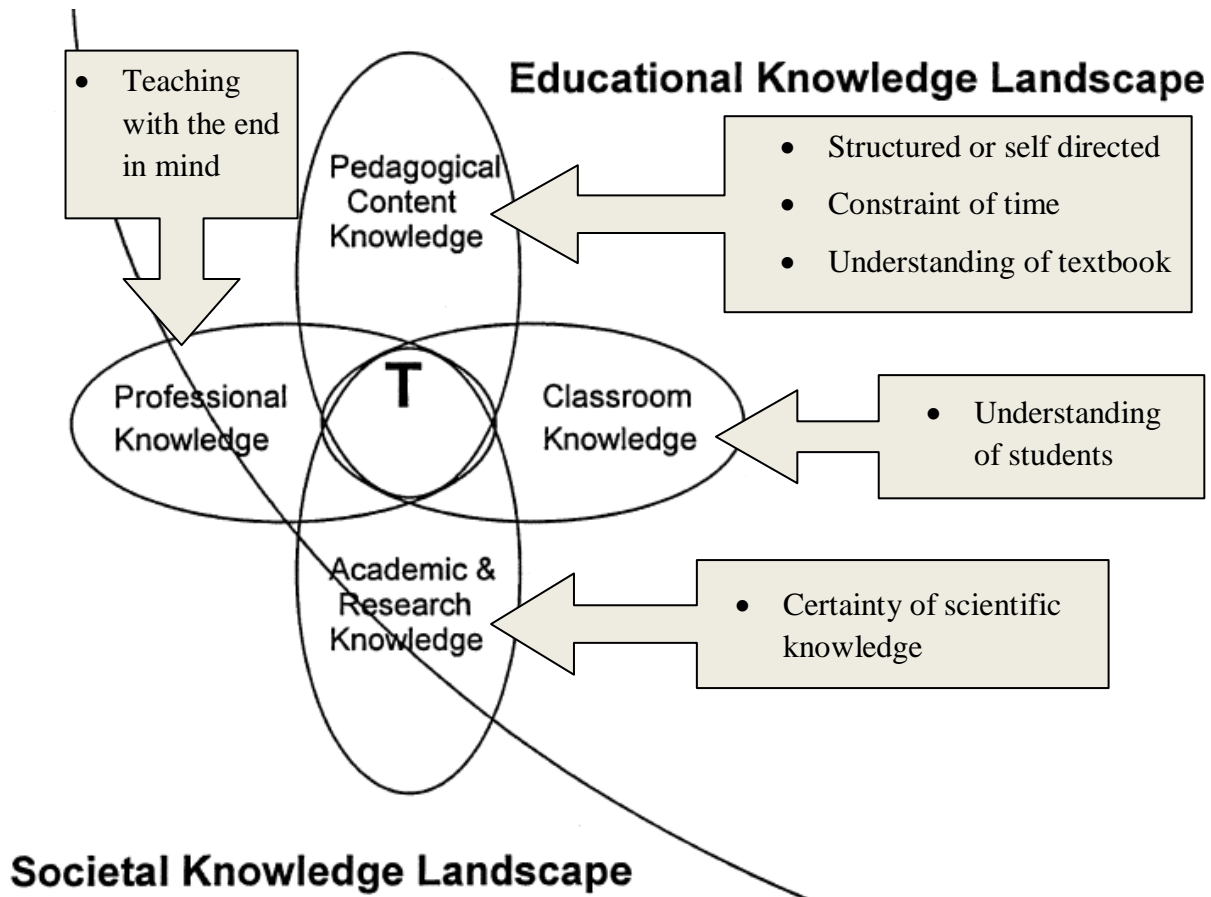 • Teaching
with the end
in mind
Educational Knowledge Landscape
• Structured or self directed
• Constraint of time
• Understanding of textbook
Pedagogical
Content
Knowledge
T
Professional
Knowledge
Classroom
Knowledge
• Understanding
of students
Academic &
Research
Knowledge
• Certainty of scientific
knowledge
Societal Knowledge Landscape